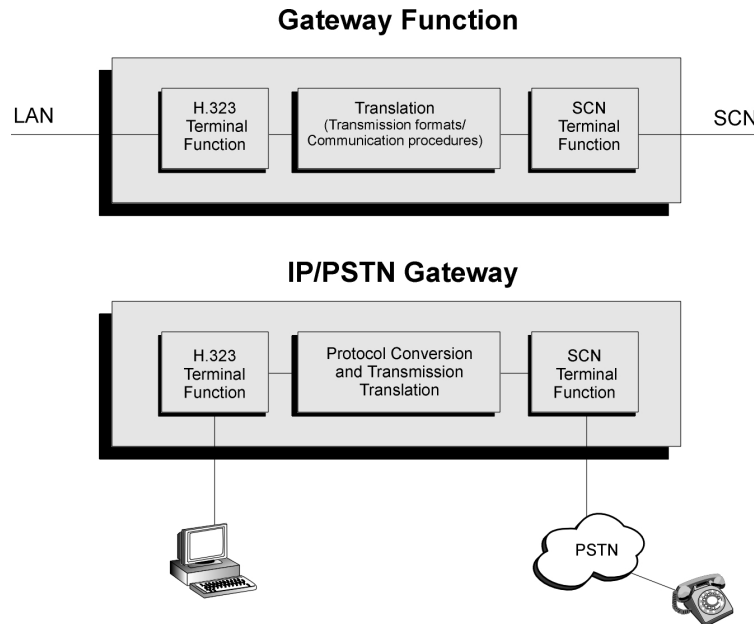 Gateway Function
LAN
H.323
Terminal
Function
Translation
(Transmission formats/
Communication procedures)
SCN
Terminal
Function
SCN
IP/PSTN Gateway
H.323
Terminal
Function
Protocol Conversion
and Transmission
Translation
SCN
Terminal
Function
PSTN